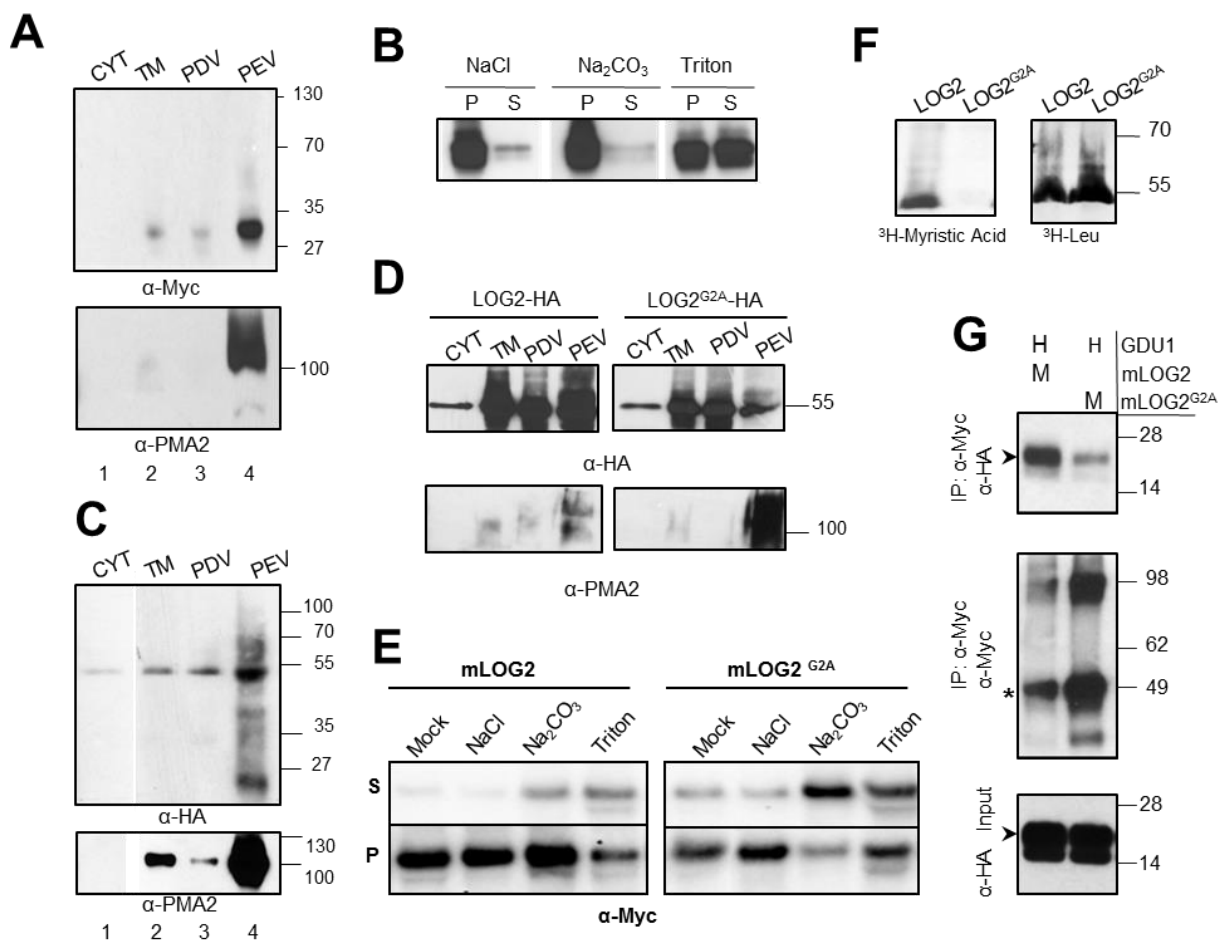 A
CYT TM PDV PEV
130
70
35
27
α-Myc
100
α-PMA2
1 2 3 4
B
NaCl Na₂CO₃ Triton
P S P S P S
C
CYT TM PDV PEV
100
70
55
35
27
α-HA
130
100
α-PMA2
1 2 3 4
D
LOG2-HA LOG2ᴳ²ᴬ-HA
CYT TM PDV PEV CYT TM PDV PEV
55
α-HA
100
α-PMA2
E
mLOG2 mLOG2 ᴳ²ᴬ
Mock NaCl Na₂CO₃ Triton Mock NaCl Na₂CO₃ Triton
S
P
α-Myc
F
LOG2 LOG2ᴳ²ᴬ LOG2 LOG2ᴳ²ᴬ
70
55
³H-Myristic Acid ³H-Leu
G
H H GDU1
M mLOG2
M mLOG2ᴳ²ᴬ
IP: α-Myc
α-HA
28
14
IP: α-Myc
α-Myc
98
62
49
*
Input
α-HA
28
14